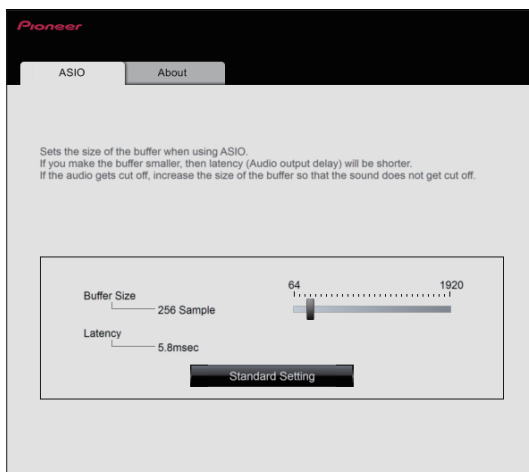 Pioneer
ASIO About
Sets the size of the buffer when using ASIO.
If you make the buffer smaller, then latency (Audio output delay) will be shorter.
If the audio gets cut off, increase the size of the buffer so that the sound does not get cut off.
64 1920
Buffer Size
256 Sample
Latency
5.8msec
Standard Setting